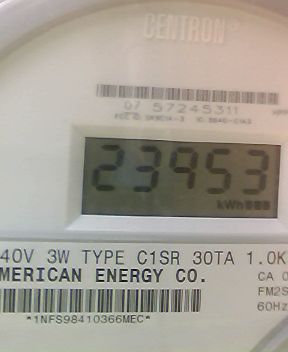 CENTRON®
07 57245311
23953
kWh
40V 3W TYPE C1SR 30TA 1.0K
MERICAN ENERGY CO.
CA 0
FM2S
60Hz
*1NFS98410366MEC*